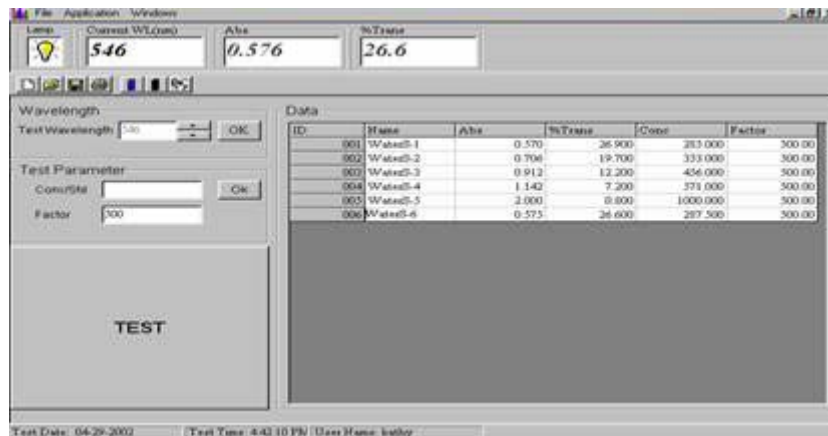 File Application Windows
Lamp Current WL(nm) Abs %Trans
546 0.576 26.6
Wavelength
Test Wavelength 546 OK
Test Parameter
Conc/Std Ok
Factor 500
TEST
Data
ID Name Abs %Trans Conc Factor
001 WaterS-1 0.570 26.900 285.000 500.00
002 WaterS-2 0.706 19.700 353.000 500.00
003 WaterS-3 0.912 12.200 456.000 500.00
004 WaterS-4 1.142 7.200 571.000 500.00
005 WaterS-5 2.000 0.800 1000.000 500.00
006 WaterS-6 0.575 26.600 287.500 500.00
Test Date: 04-29-2002 Test Time: 4:42:10 PM User Name: kathy